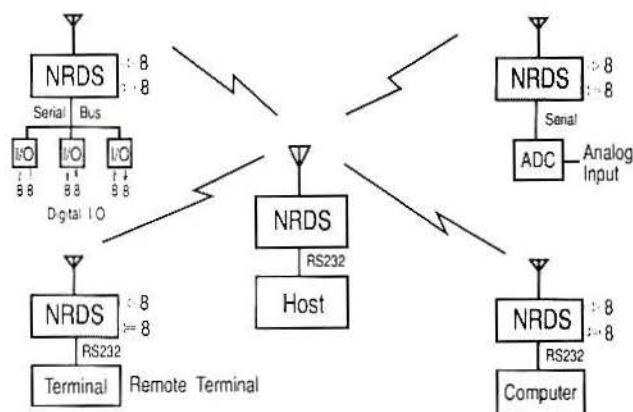 NRDS
8
8
Serial Bus
I/O I/O I/O
8 8 8 8 8 8
Digital I.O
NRDS
8
8
Serial
ADC
Analog
Input
NRDS
RS232
Host
NRDS
8
8
RS232
Terminal
Remote Terminal
NRDS
8
8
RS232
Computer